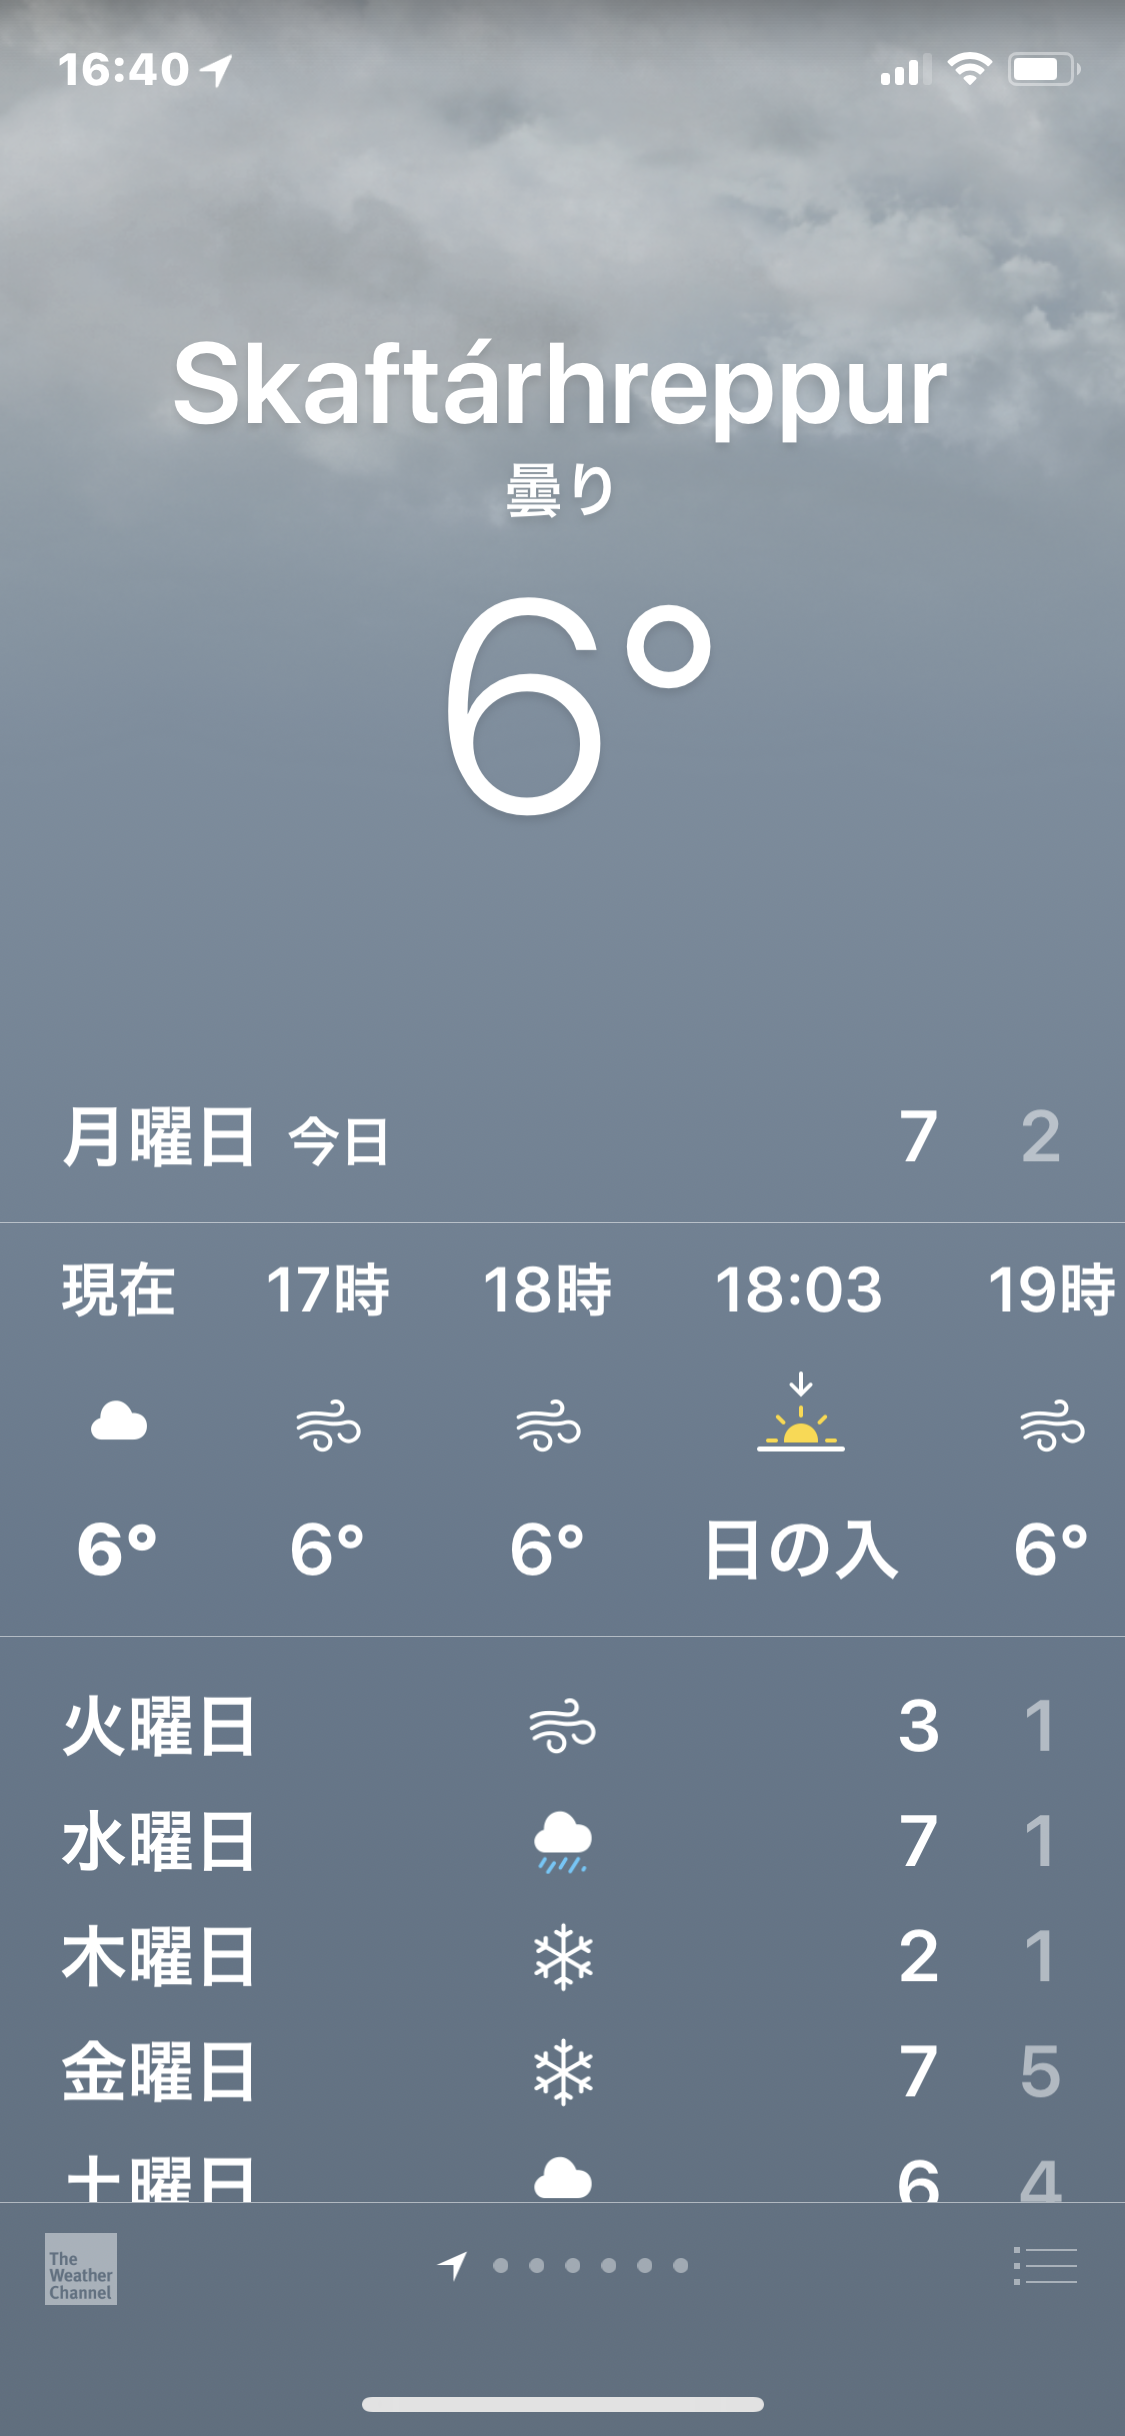 16:40
Skaftárhreppur
曇り
6°
月曜日 今日 7 2
現在 17時 18時 18:03 19時
6° 6° 6° 日の入 6°
火曜日 3 1
水曜日 7 1
木曜日 2 1
金曜日 7 5
土曜日 6 4
The
Weather
Channel